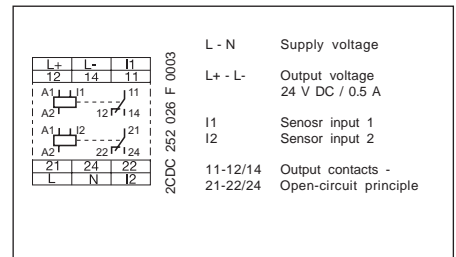 L+ L- I1
12 14 11
A1 I1 11
A2 12 14
A1 I2 21
A2 22 24
21 24 22
L N I2
2CDC 252 026 F 0003
L - N Supply voltage
L+ - L- Output voltage
24 V DC / 0.5 A
I1 Senosr input 1
I2 Sensor input 2
11-12/14 Output contacts -
21-22/24 Open-circuit principle